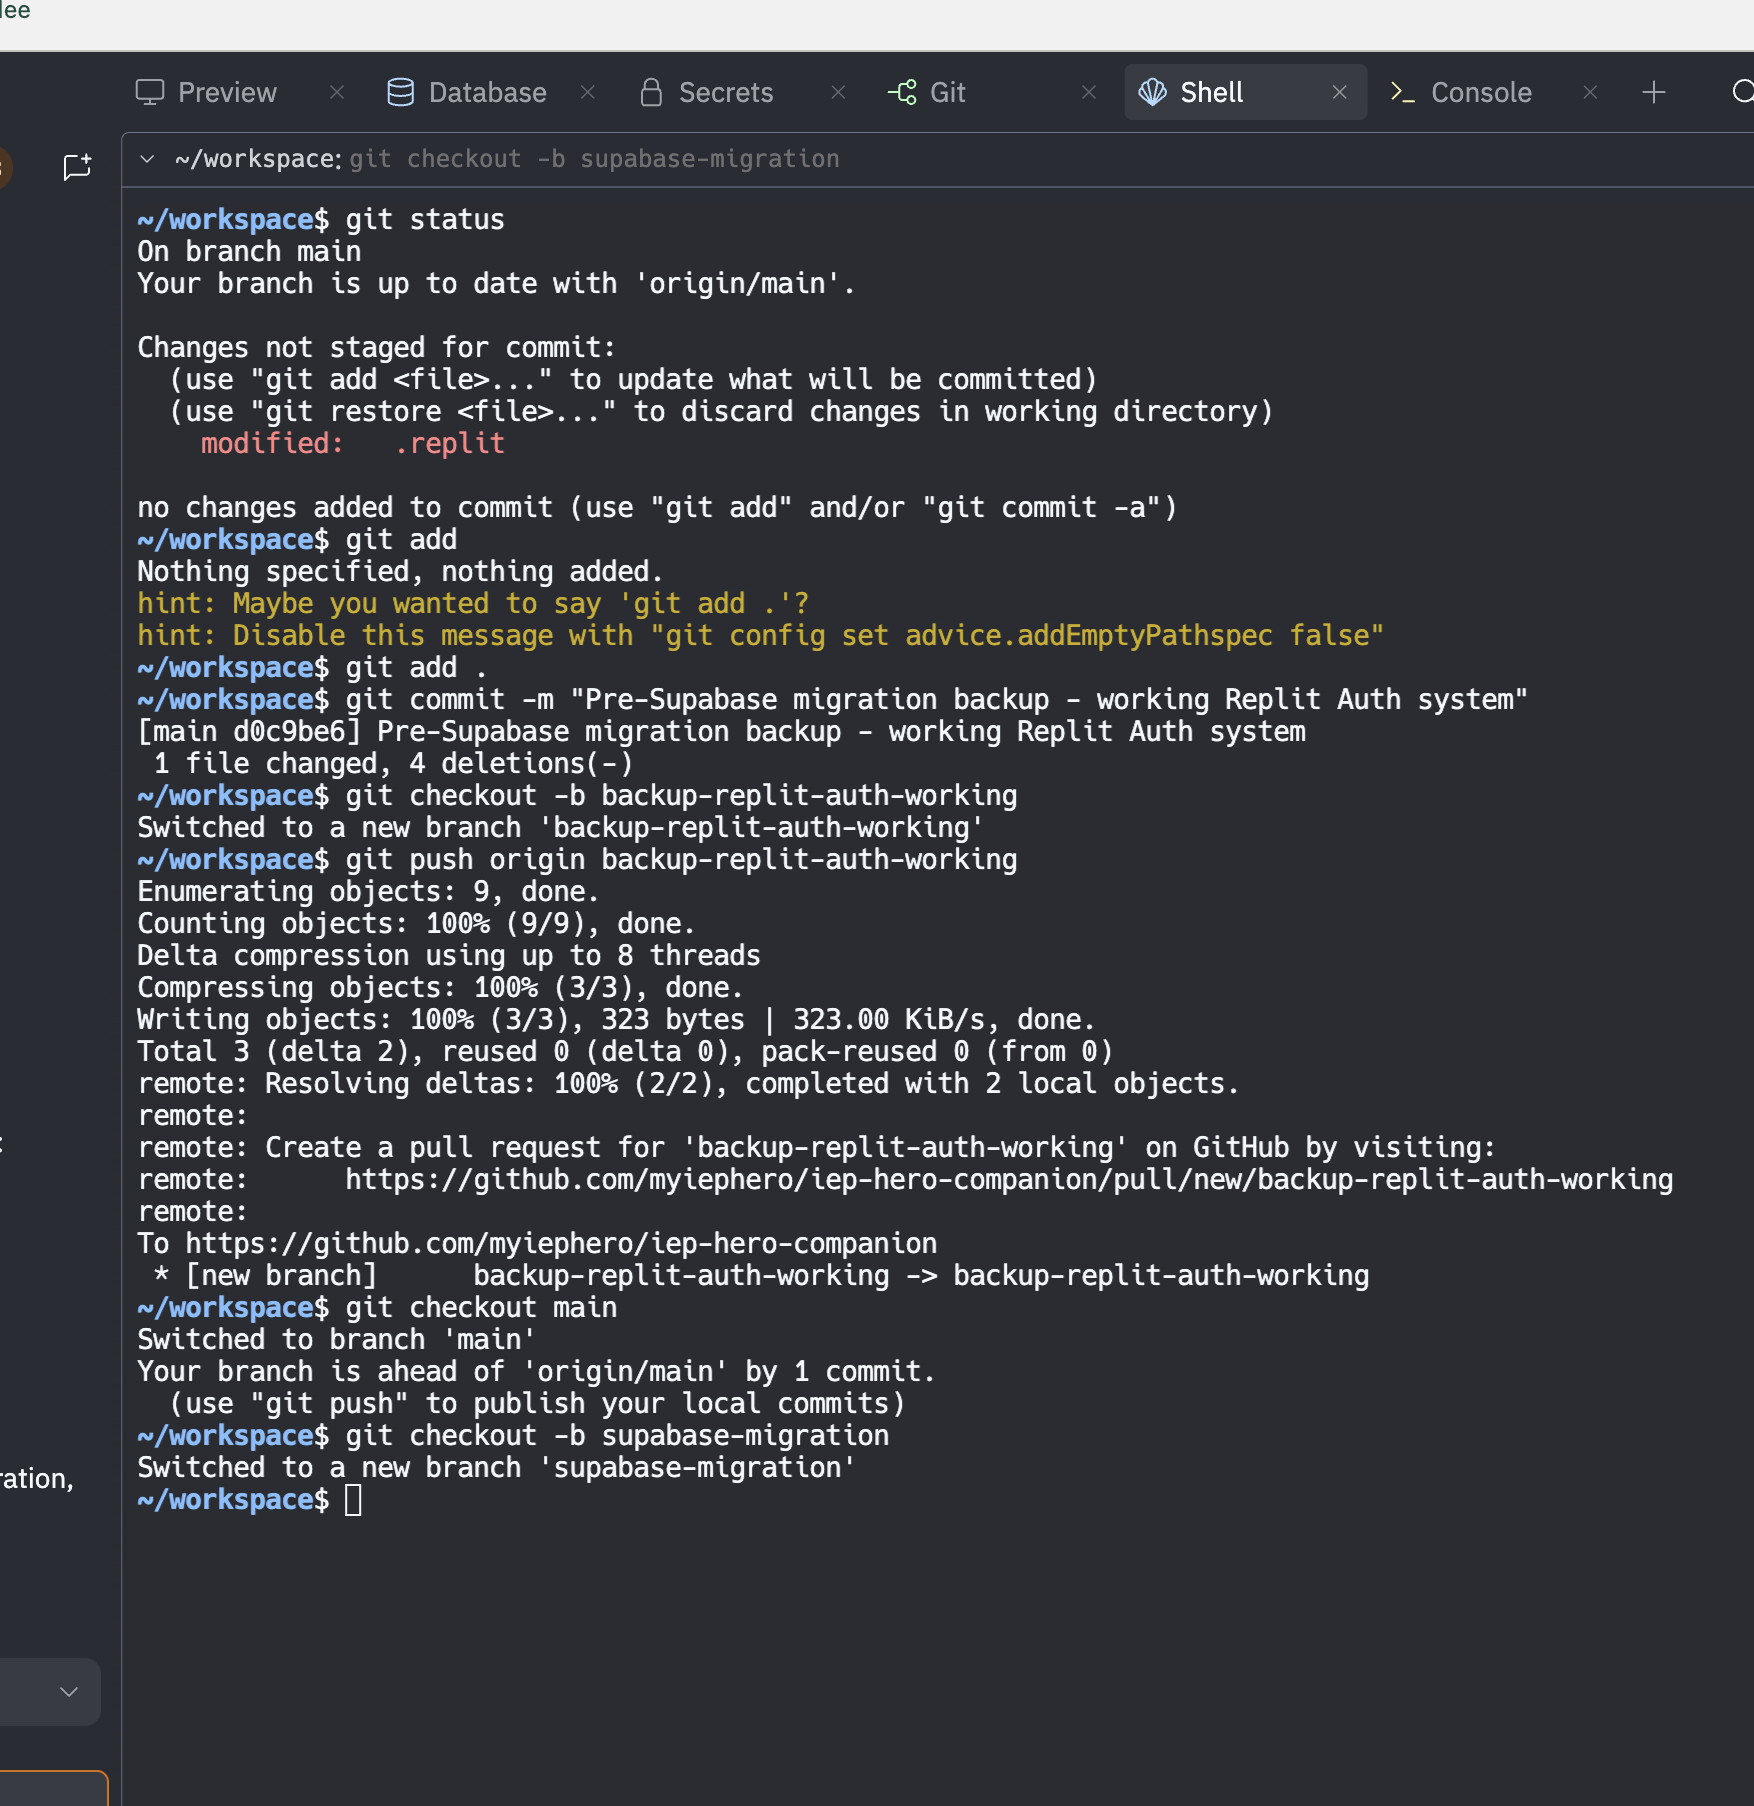 lee
Preview
Database
Secrets
Git
Shell
Console
~/workspace: git checkout -b supabase-migration
~/workspace$ git status
On branch main
Your branch is up to date with 'origin/main'.
Changes not staged for commit:
(use "git add <file>..." to update what will be committed)
(use "git restore <file>..." to discard changes in working directory)
modified: .replit
no changes added to commit (use "git add" and/or "git commit -a")
~/workspace$ git add
Nothing specified, nothing added.
hint: Maybe you wanted to say 'git add .'?
hint: Disable this message with "git config set advice.addEmptyPathspec false"
~/workspace$ git add .
~/workspace$ git commit -m "Pre-Supabase migration backup - working Replit Auth system"
[main d0c9be6] Pre-Supabase migration backup - working Replit Auth system
1 file changed, 4 deletions(-)
~/workspace$ git checkout -b backup-replit-auth-working
Switched to a new branch 'backup-replit-auth-working'
~/workspace$ git push origin backup-replit-auth-working
Enumerating objects: 9, done.
Counting objects: 100% (9/9), done.
Delta compression using up to 8 threads
Compressing objects: 100% (3/3), done.
Writing objects: 100% (3/3), 323 bytes | 323.00 KiB/s, done.
Total 3 (delta 2), reused 0 (delta 0), pack-reused 0 (from 0)
remote: Resolving deltas: 100% (2/2), completed with 2 local objects.
remote:
remote: Create a pull request for 'backup-replit-auth-working' on GitHub by visiting:
remote: https://github.com/myiephero/iep-hero-companion/pull/new/backup-replit-auth-working
remote:
To https://github.com/myiephero/iep-hero-companion
* [new branch] backup-replit-auth-working -> backup-replit-auth-working
~/workspace$ git checkout main
Switched to branch 'main'
Your branch is ahead of 'origin/main' by 1 commit.
(use "git push" to publish your local commits)
~/workspace$ git checkout -b supabase-migration
Switched to a new branch 'supabase-migration'
ration,
~/workspace$